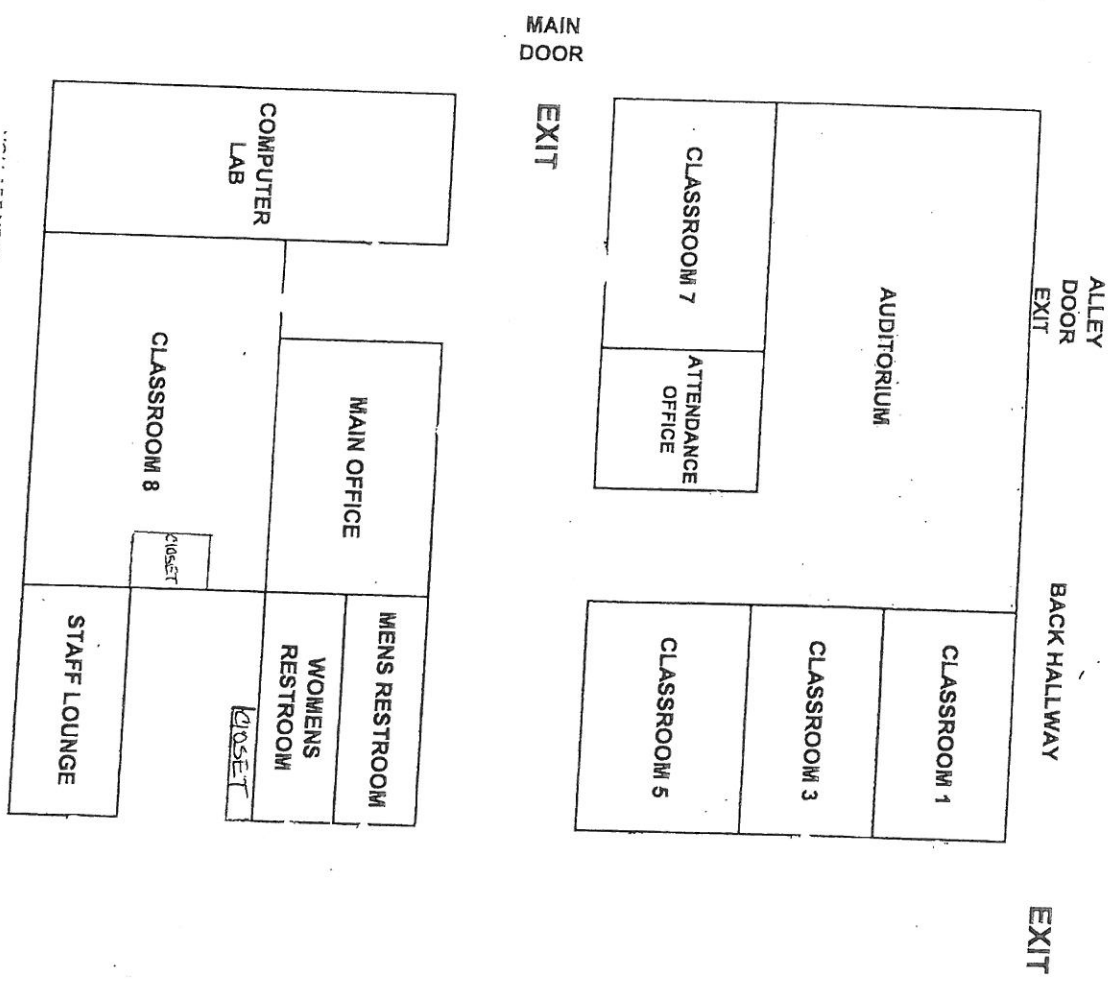 MAIN
DOOR
EXIT
COMPUTER
LAB
CLASSROOM 7
AUDITORIUM
ALLEY
DOOR
EXIT
ATTENDANCE
OFFICE
CLASSROOM 8
MAIN OFFICE
CLOSET
STAFF LOUNGE
WOMENS
RESTROOM
MENS RESTROOM
CLOSET
CLASSROOM 5
CLASSROOM 3
CLASSROOM 1
BACK HALLWAY
EXIT